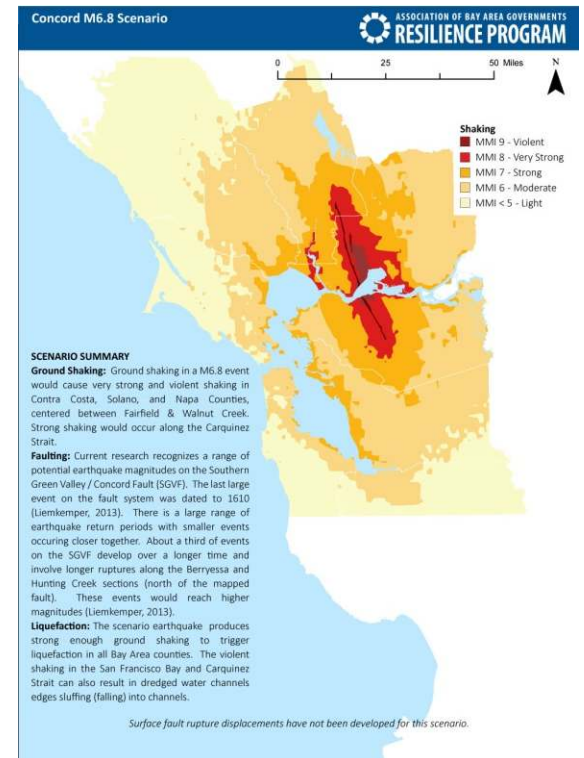 Concord M6.8 Scenario
ASSOCIATION OF BAY AREA GOVERNMENTS
RESILIENCE PROGRAM
0 25 50 Miles
N
Shaking
MMI 9 - Violent
MMI 8 - Very Strong
MMI 7 - Strong
MMI 6 - Moderate
MMI < 5 - Light
SCENARIO SUMMARY
Ground Shaking: Ground shaking in a M6.8 event
would cause very strong and violent shaking in
Contra Costa, Solano, and Napa Counties,
centered between Fairfield & Walnut Creek.
Strong shaking would occur along the Carquinez
Strait.
Faulting: Current research recognizes a range of
potential earthquake magnitudes on the Southern
Green Valley / Concord Fault (SGVF). The last large
event on the fault system was dated to 1610
(Liemkemper, 2013). There is a large range of
earthquake return periods with smaller events
occuring closer together. About a third of events
on the SGVF develop over a longer time and
involve longer ruptures along the Berryessa and
Hunting Creek sections (north of the mapped
fault). These events would reach higher
magnitudes (Liemkemper, 2013).
Liquefaction: The scenario earthquake produces
strong enough ground shaking to trigger
liquefaction in all Bay Area counties. The violent
shaking in the San Francisco Bay and Carquinez
Strait can also result in dredged water channels
edges sluffing (falling) into channels.
Surface fault rupture displacements have not been developed for this scenario.